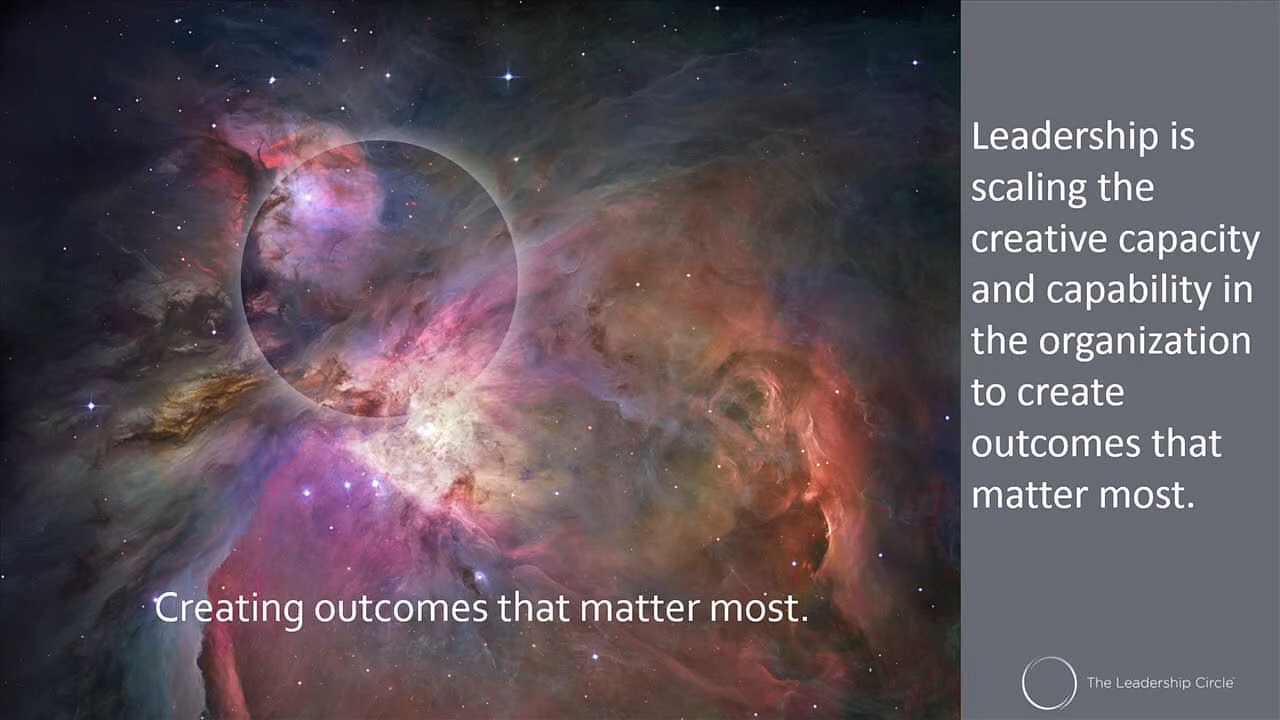 Creating outcomes that matter most.
Leadership is
scaling the
creative capacity
and capability in
the organization
to create
outcomes that
matter most.
The Leadership Circle